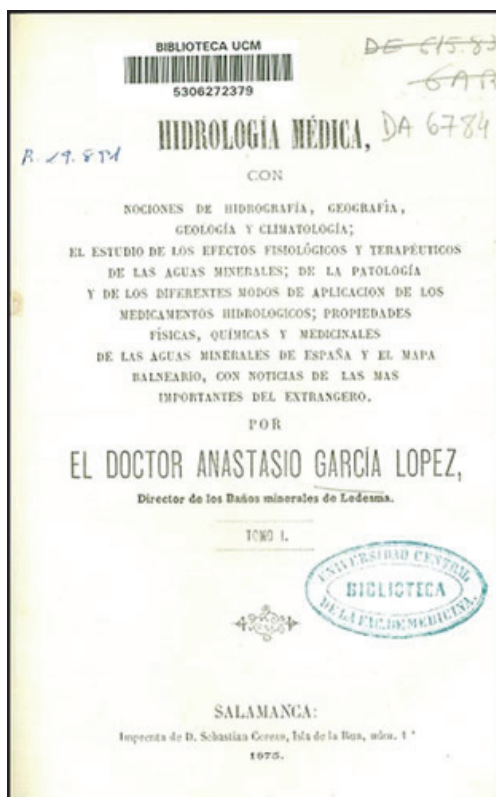 BIBLIOTECA UCM
5306272379
DE 615.83
GAR
DA 6784
R. 29.891
HIDROLOGÍA MÉDICA,
CON
NOCIONES DE HIDROGRAFÍA, GEOGRAFÍA,
GEOLOGÍA Y CLIMATOLOGÍA;
EL ESTUDIO DE LOS EFECTOS FISIOLÓGICOS Y TERAPÉUTICOS
DE LAS AGUAS MINERALES; DE LA PATOLOGÍA
Y DE LOS DIFERENTES MODOS DE APLICACION DE LOS
MEDICAMENTOS HIDROLOGICOS; PROPIEDADES
FÍSICAS, QUÍMICAS Y MEDICINALES
DE LAS AGUAS MINERALES DE ESPAÑA Y EL MAPA
BALNEARIO, CON NOTICIAS DE LAS MAS
IMPORTANTES DEL EXTRANGERO.
POR
EL DOCTOR ANASTASIO GARCÍA LOPEZ,
Director de los Baños minerales de Ledesma.
TOMO I.
UNIVERSIDAD CENTRAL
BIBLIOTECA
DE LA FAC. DE MEDICINA.
SALAMANCA:
Imprenta de D. Sebastian Cerezo, Isla de la Rua, núm. 1
1875.